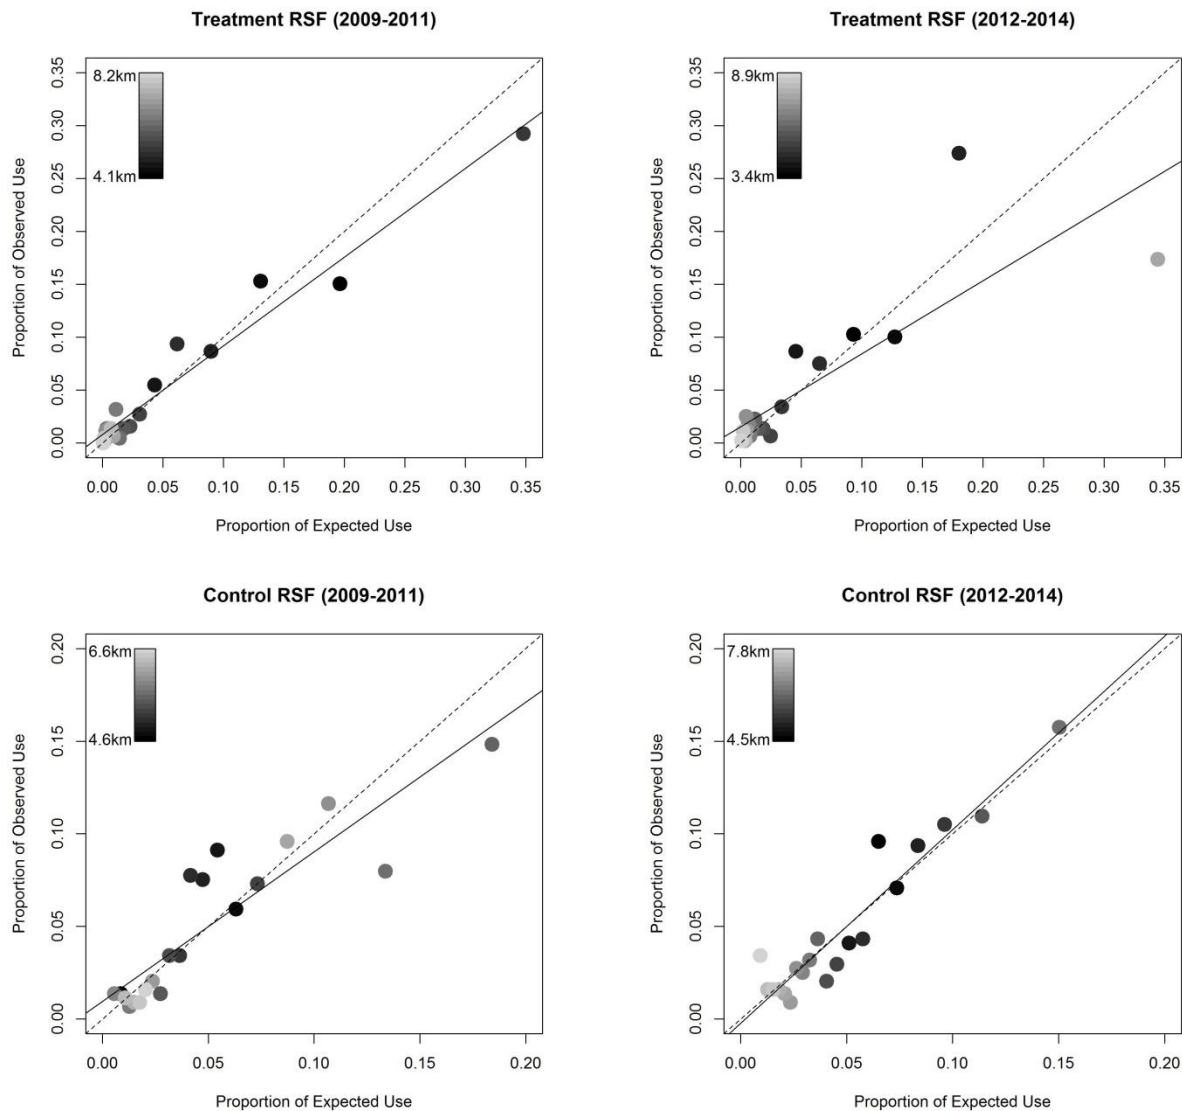 Treatment RSF (2009-2011)
8.2km
4.1km
0.35
0.30
0.25
0.20
0.15
0.10
0.05
0.00
Proportion of Observed Use
0.00 0.05 0.10 0.15 0.20 0.25 0.30 0.35
Proportion of Expected Use
Treatment RSF (2012-2014)
8.9km
3.4km
0.35
0.30
0.25
0.20
0.15
0.10
0.05
0.00
Proportion of Observed Use
0.00 0.05 0.10 0.15 0.20 0.25 0.30 0.35
Proportion of Expected Use
Control RSF (2009-2011)
6.6km
4.6km
0.20
0.15
0.10
0.05
0.00
Proportion of Observed Use
0.00 0.05 0.10 0.15 0.20
Proportion of Expected Use
Control RSF (2012-2014)
7.8km
4.5km
0.20
0.15
0.10
0.05
0.00
Proportion of Observed Use
0.00 0.05 0.10 0.15 0.20
Proportion of Expected Use